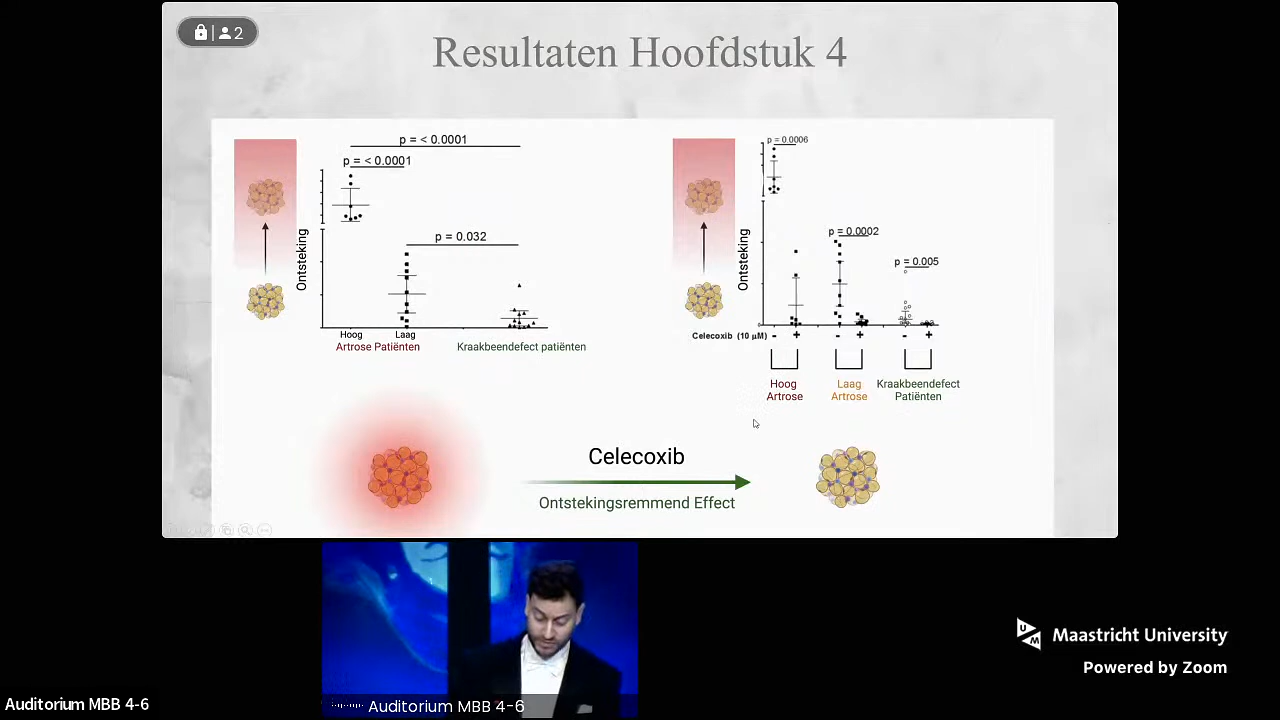 2
Resultaten Hoofdstuk 4
p = < 0.0001
p = < 0.0001
p = 0.032
Ontsteking
Hoog
Laag
Artrose Patiënten
Kraakbeendefect patiënten
p = 0.0006
p = 0.0002
p = 0.005
Ontsteking
Celecoxib (10 µM)
- + - + - +
Hoog
Artrose
Laag
Artrose
Kraakbeendefect
Patiënten
Celecoxib
Ontstekingsremmend Effect
UM
Maastricht University
Powered by Zoom
Auditorium MBB 4-6
Auditorium MBB 4-6